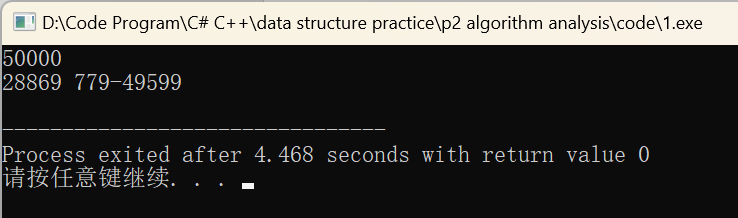 D:\Code Program\C# C++\data structure practice\p2 algorithm analysis\code\1.exe
50000
28869 779-49599
--------------------------------
Process exited after 4.468 seconds with return value 0
请按任意键继续. . .